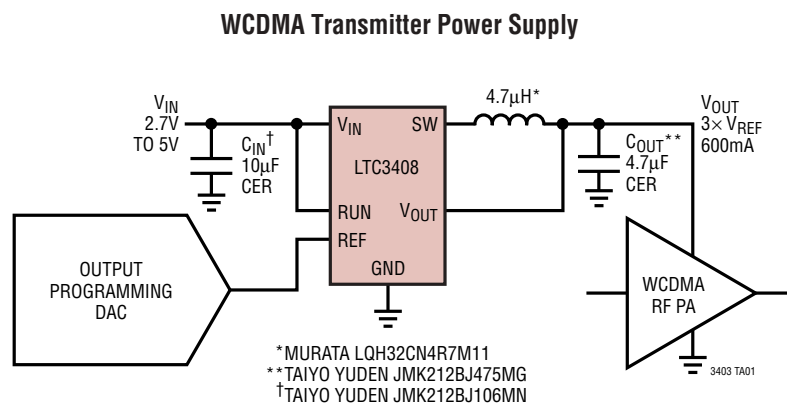 WCDMA Transmitter Power Supply
VIN
2.7V
TO 5V
CIN†
10µF
CER
VIN
SW
LTC3408
RUN
VOUT
REF
GND
4.7µH*
COUT**
4.7µF
CER
VOUT
3× VREF
600mA
OUTPUT
PROGRAMMING
DAC
WCDMA
RF PA
3403 TA01
*MURATA LQH32CN4R7M11
**TAIYO YUDEN JMK212BJ475MG
†TAIYO YUDEN JMK212BJ106MN